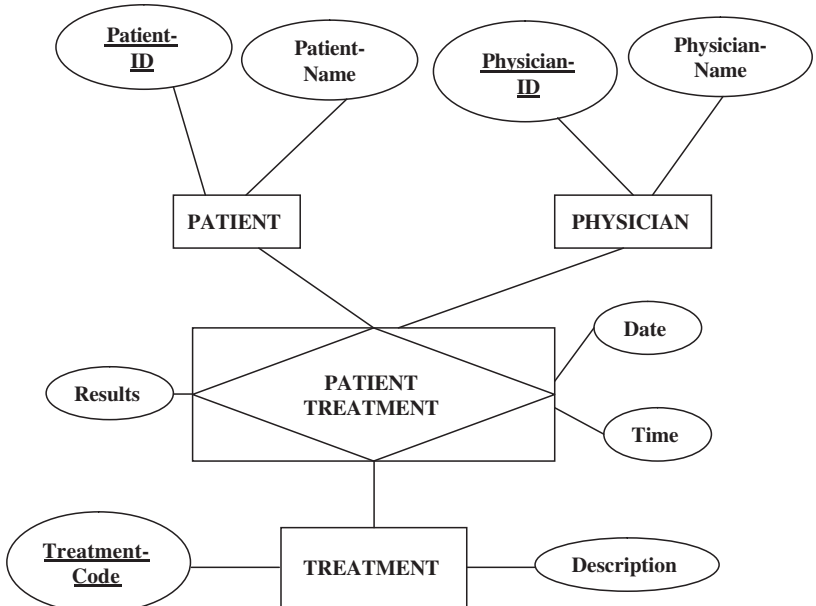 Patient-
ID
Patient-
Name
Physician-
ID
Physician-
Name
PATIENT
PHYSICIAN
Date
Results
PATIENT
TREATMENT
Time
Treatment-
Code
TREATMENT
Description